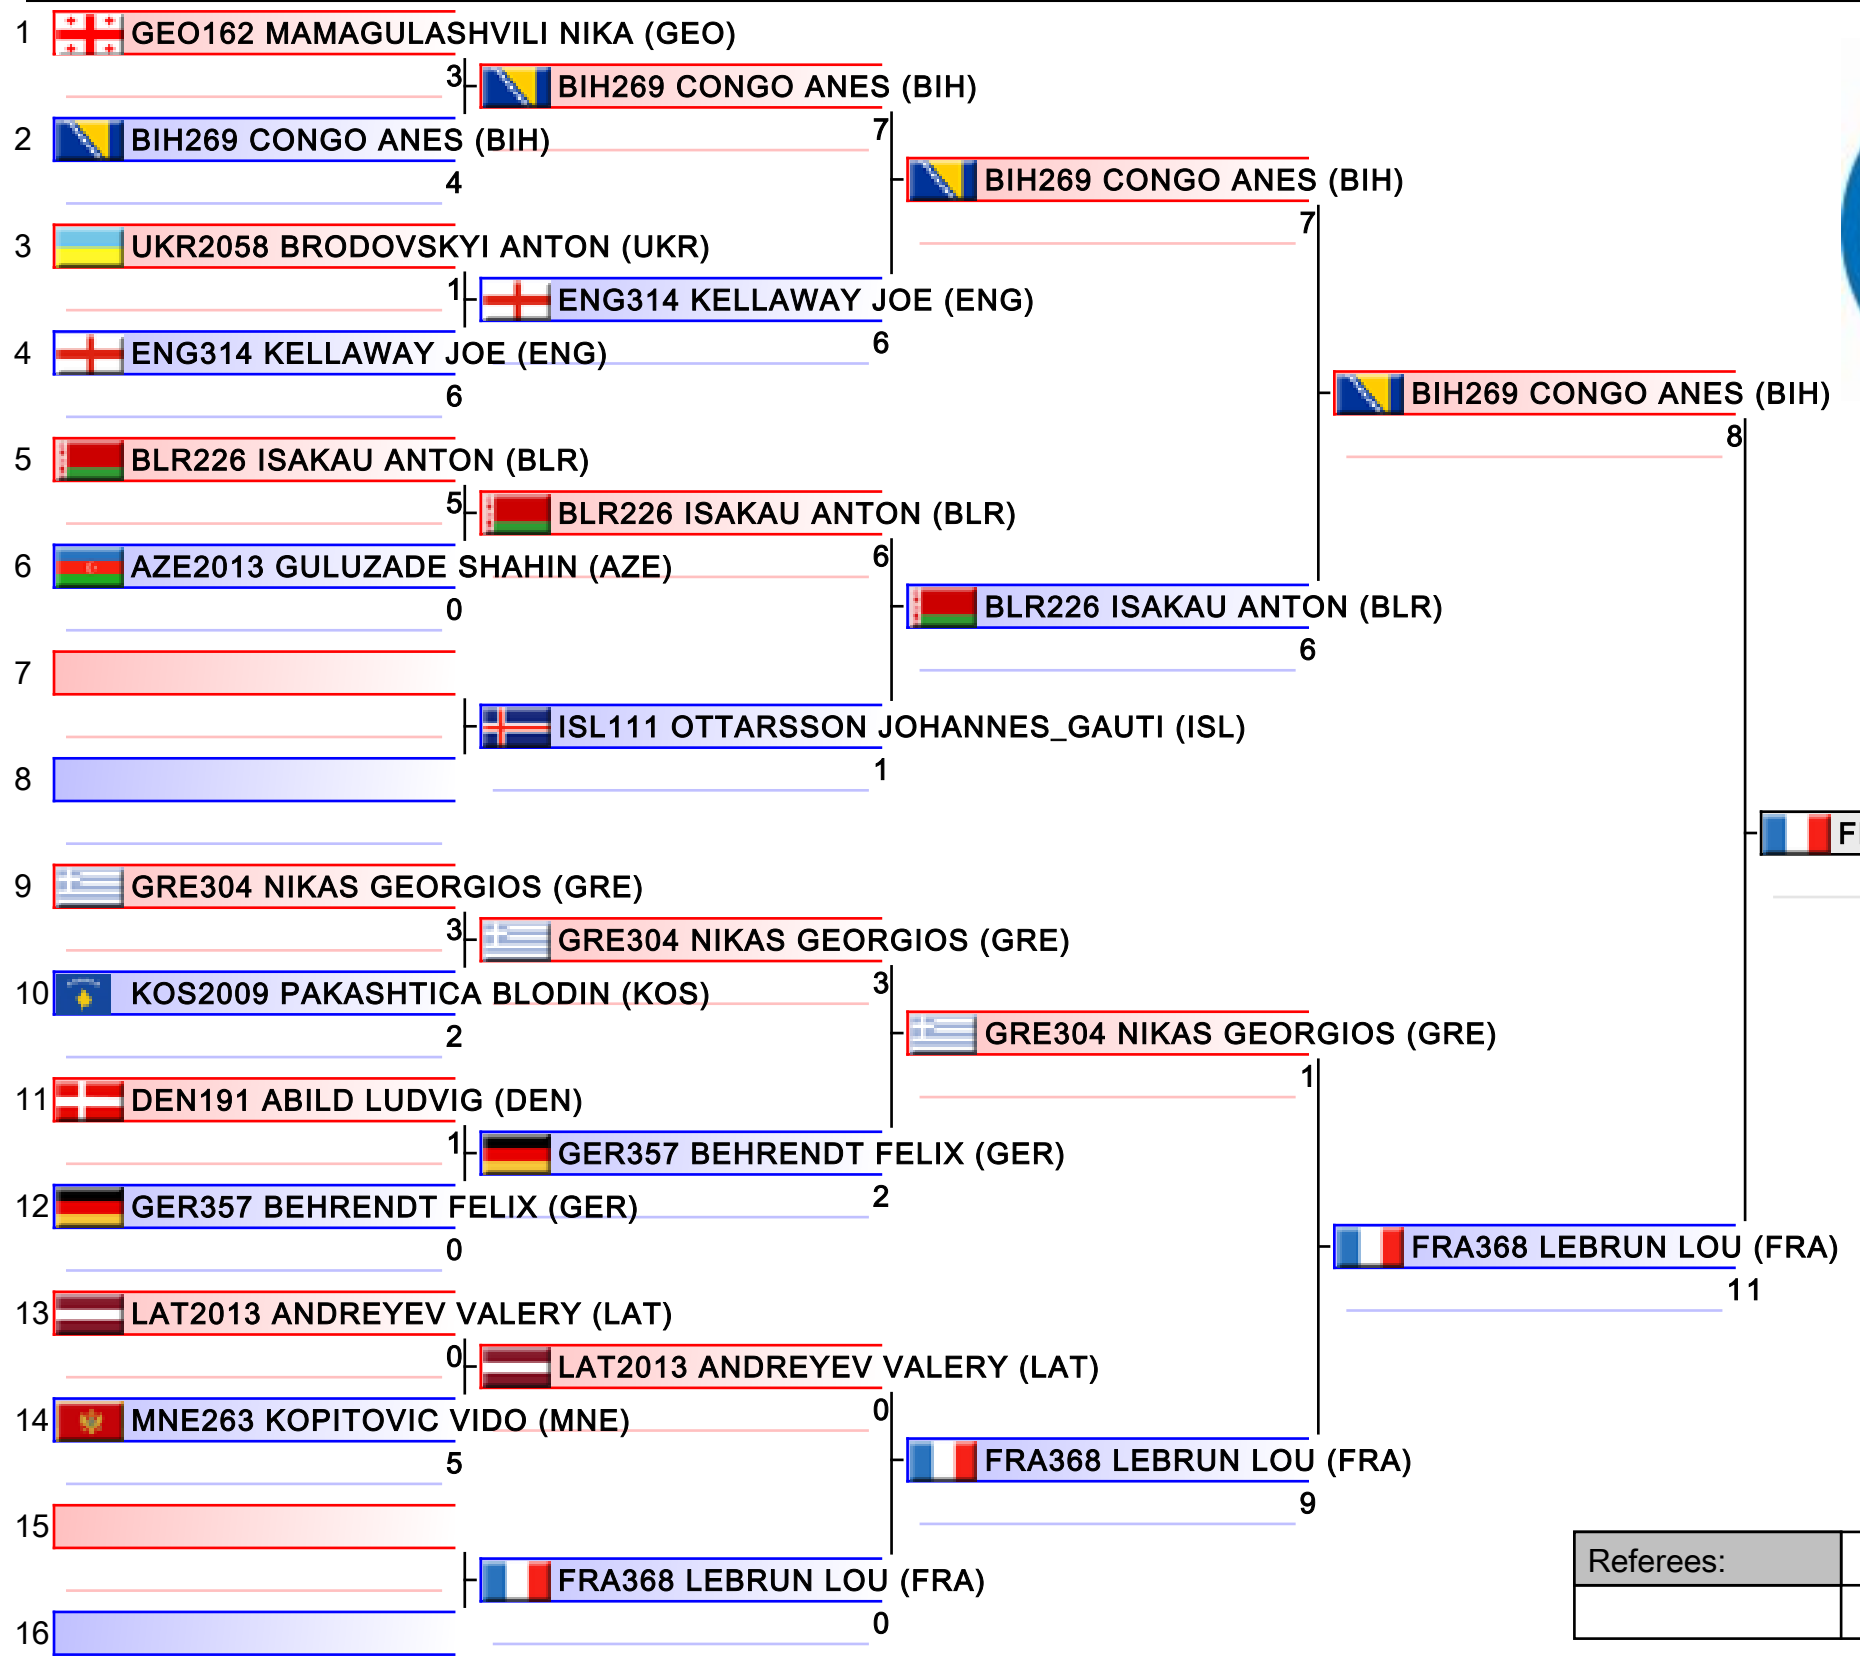 1 GEO162 MAMAGULASHVILI NIKA (GEO)
3 BIH269 CONGO ANES (BIH)
2 BIH269 CONGO ANES (BIH)
7
4
BIH269 CONGO ANES (BIH)
7
3 UKR2058 BRODOVSKYI ANTON (UKR)
1 ENG314 KELLAWAY JOE (ENG)
4 ENG314 KELLAWAY JOE (ENG)
6
6
BIH269 CONGO ANES (BIH)
8
5 BLR226 ISAKAU ANTON (BLR)
5 BLR226 ISAKAU ANTON (BLR)
6 AZE2013 GULUZADE SHAHIN (AZE)
6
0
BLR226 ISAKAU ANTON (BLR)
6
7
ISL111 OTTARSSON JOHANNES_GAUTI (ISL)
8
1
F
9 GRE304 NIKAS GEORGIOS (GRE)
3 GRE304 NIKAS GEORGIOS (GRE)
10 KOS2009 PAKASHTICA BLODIN (KOS)
3
2
GRE304 NIKAS GEORGIOS (GRE)
1
11 DEN191 ABILD LUDVIG (DEN)
1 GER357 BEHRENDT FELIX (GER)
12 GER357 BEHRENDT FELIX (GER)
2
0
FRA368 LEBRUN LOU (FRA)
11
13 LAT2013 ANDREYEV VALERY (LAT)
0 LAT2013 ANDREYEV VALERY (LAT)
14 MNE263 KOPITOVIC VIDO (MNE)
0
5
FRA368 LEBRUN LOU (FRA)
9
15
FRA368 LEBRUN LOU (FRA)
16
0
Referees: